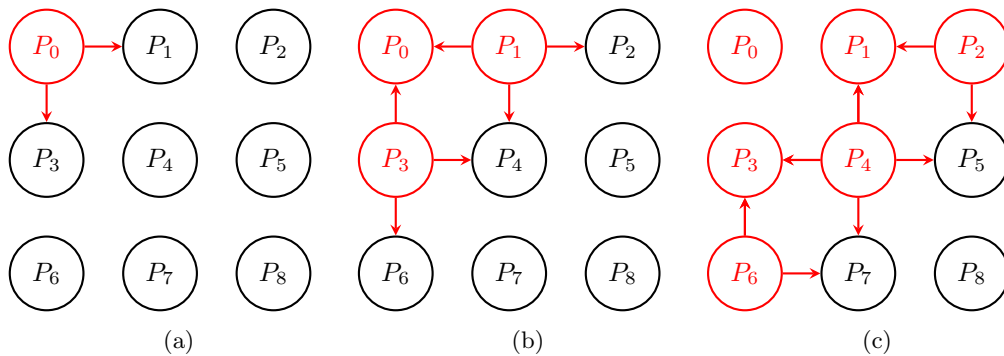 P₀ P₁ P₂ P₀ P₁ P₂ P₀ P₁ P₂
P₃ P₄ P₅ P₃ P₄ P₅ P₃ P₄ P₅
P₆ P₇ P₈ P₆ P₇ P₈ P₆ P₇ P₈
(a) (b) (c)